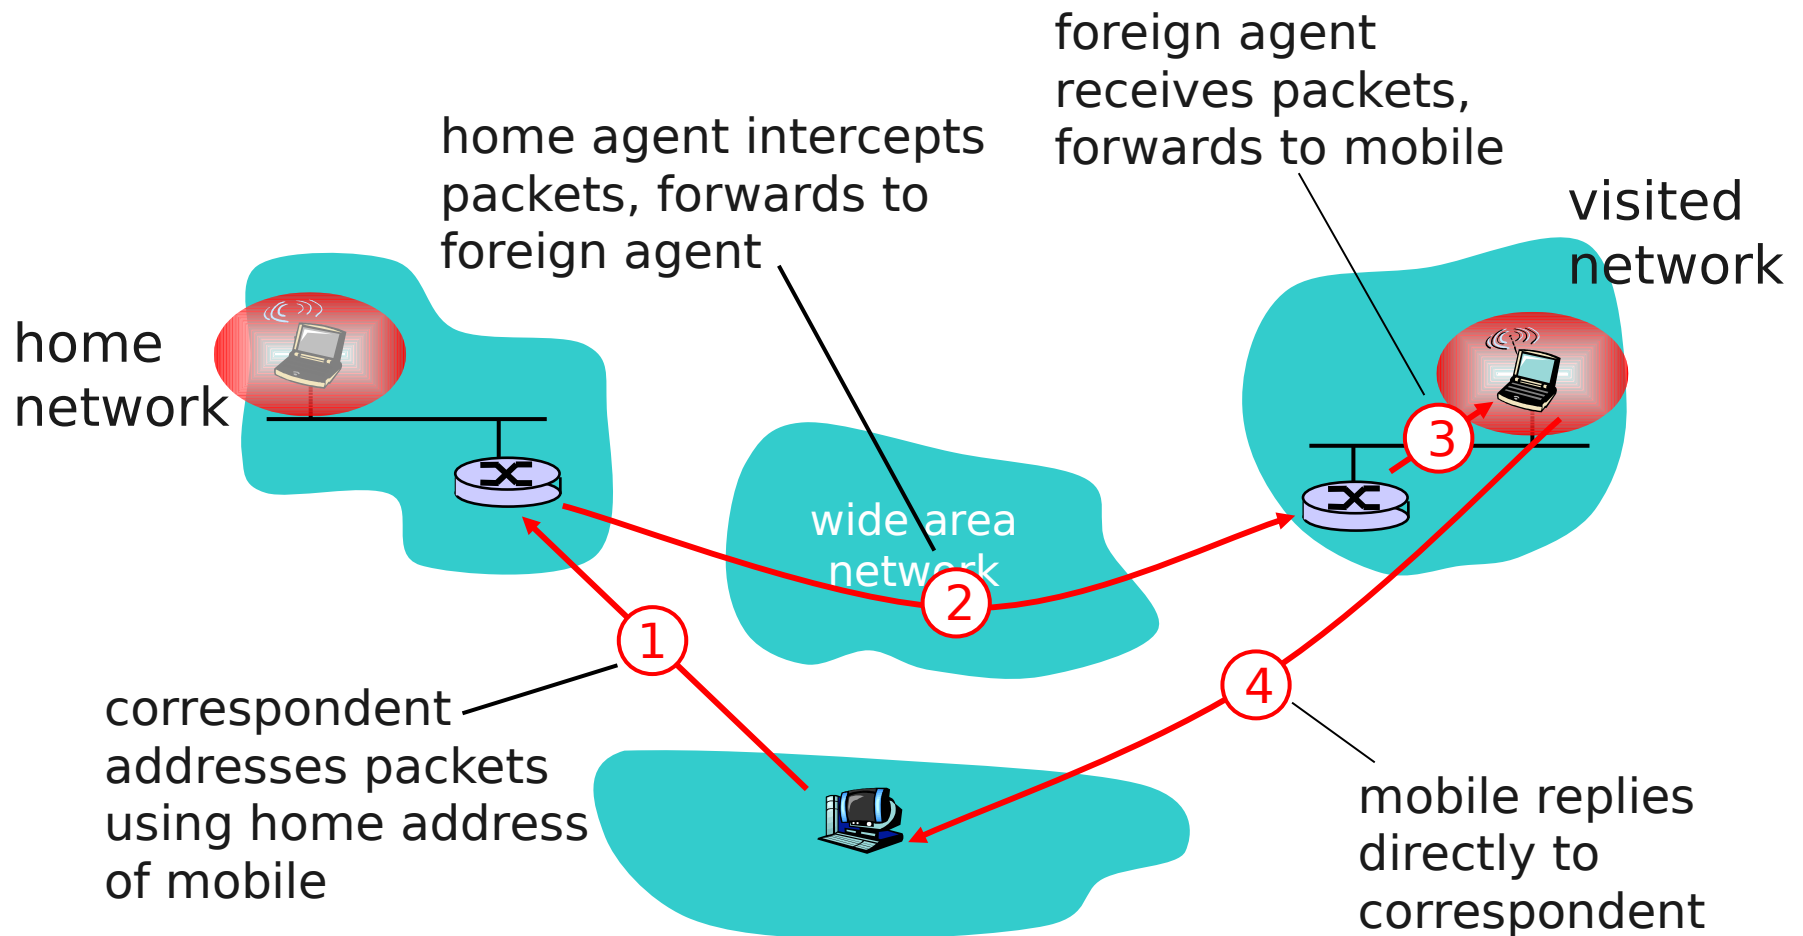 foreign agent
receives packets,
forwards to mobile
home agent intercepts
packets, forwards to
foreign agent
visited
network
home
network
wide area
network
3
2
1
4
correspondent
addresses packets
using home address
of mobile
mobile replies
directly to
correspondent